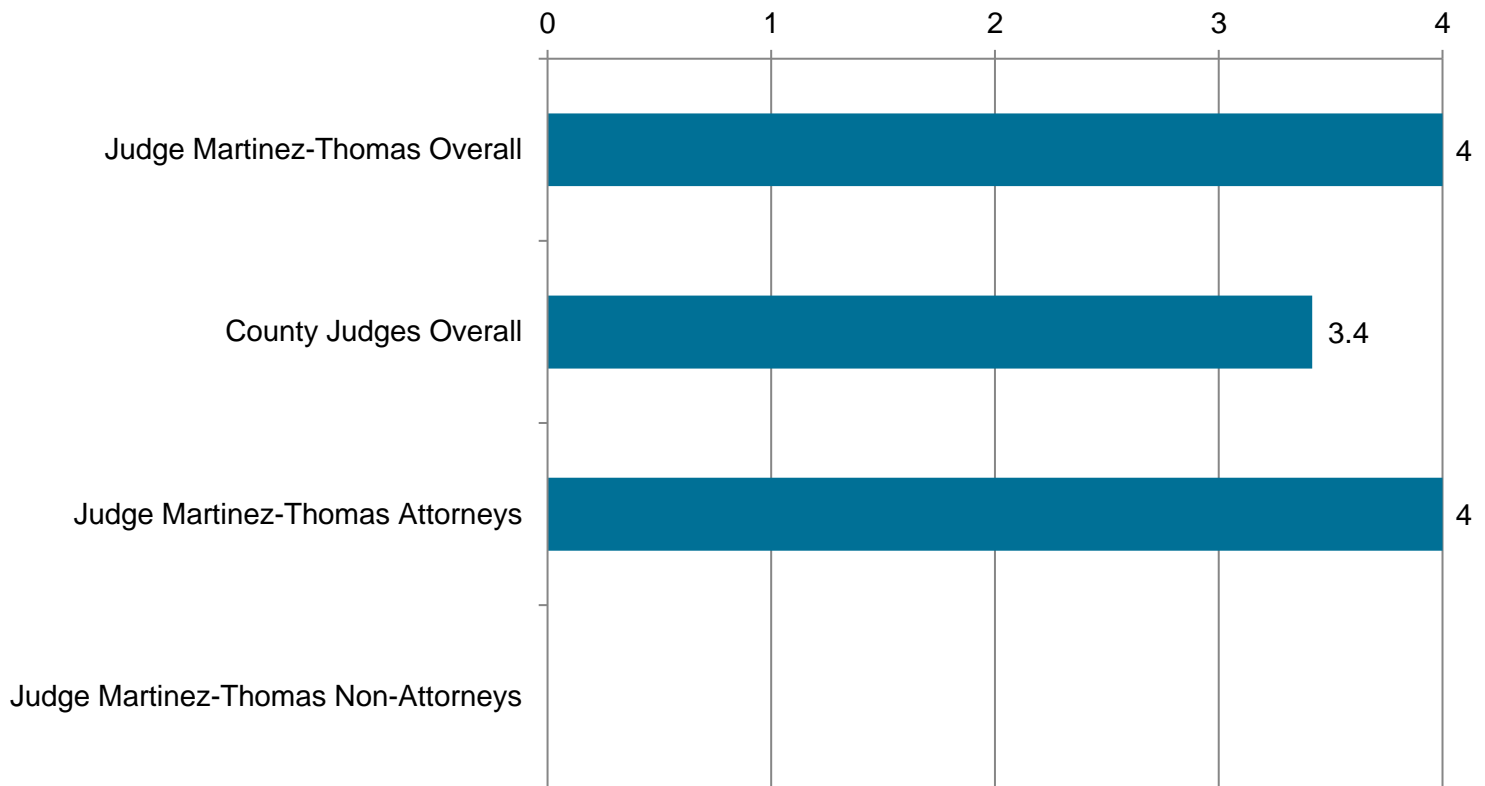 0 1 2 3 4
Judge Martinez-Thomas Overall 4
County Judges Overall 3.4
Judge Martinez-Thomas Attorneys 4
Judge Martinez-Thomas Non-Attorneys